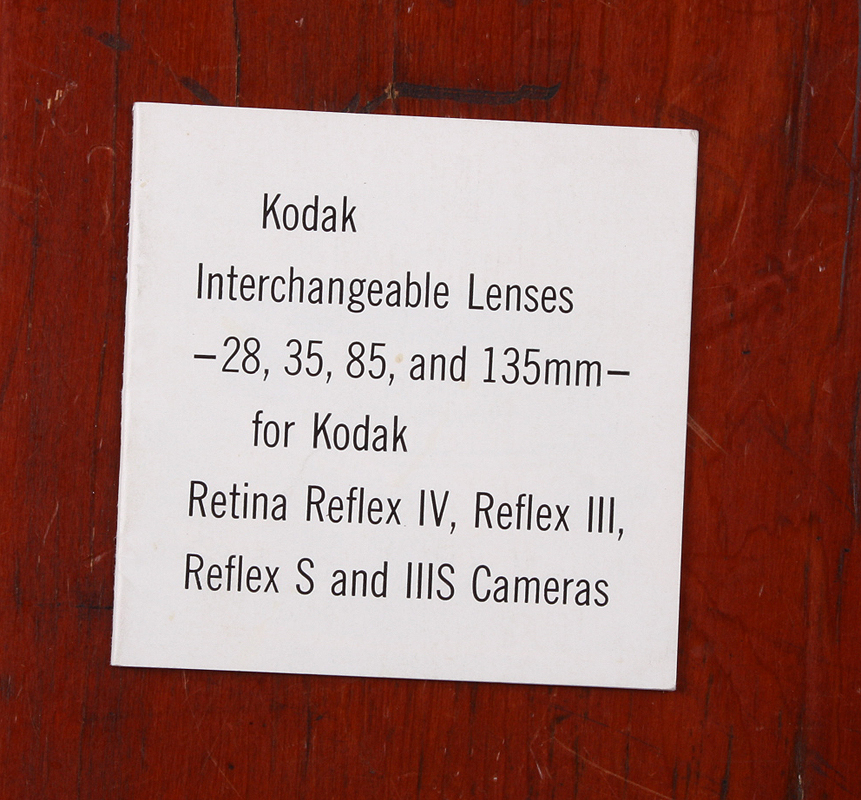 Kodak
Interchangeable Lenses
–28, 35, 85, and 135mm–
for Kodak
Retina Reflex IV, Reflex III,
Reflex S and IIIS Cameras